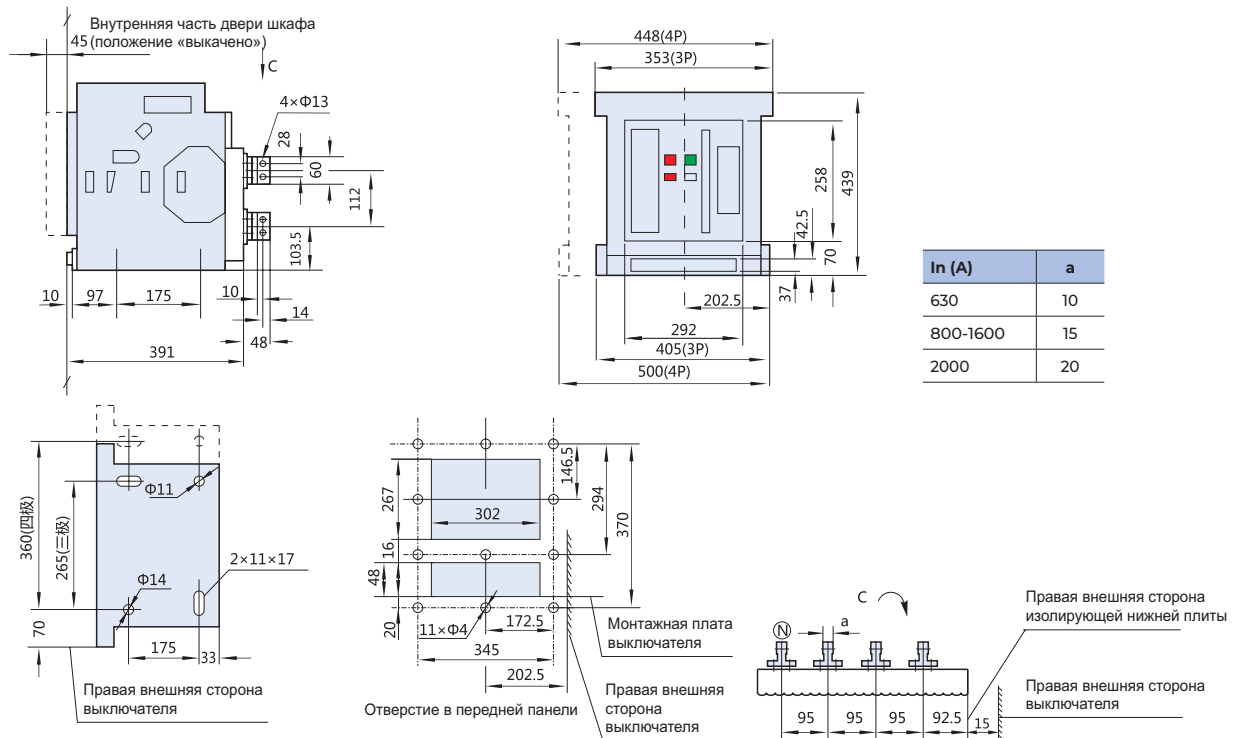 Внутренняя часть двери шкафа
45 (положение «выкачено»)
C
4×Φ13
28
60
112
103.5
10
97
175
10
14
48
391
448(4P)
353(3P)
258
439
42.5
70
37
202.5
292
405(3P)
500(4P)
In (A) a
630 10
800-1600 15
2000 20
360(四极)
265(三极)
70
Φ11
2×11×17
Φ14
175
33
Правая внешняя сторона
выключателя
267
302
16
48
20
146.5
294
370
11×Φ4
172.5
345
202.5
Монтажная плата
выключателя
Правая внешняя
сторона
выключателя
Отверстие в передней панели
C
N
a
95
95
95
92.5
15
Правая внешняя сторона
изолирующей нижней плиты
Правая внешняя сторона
выключателя